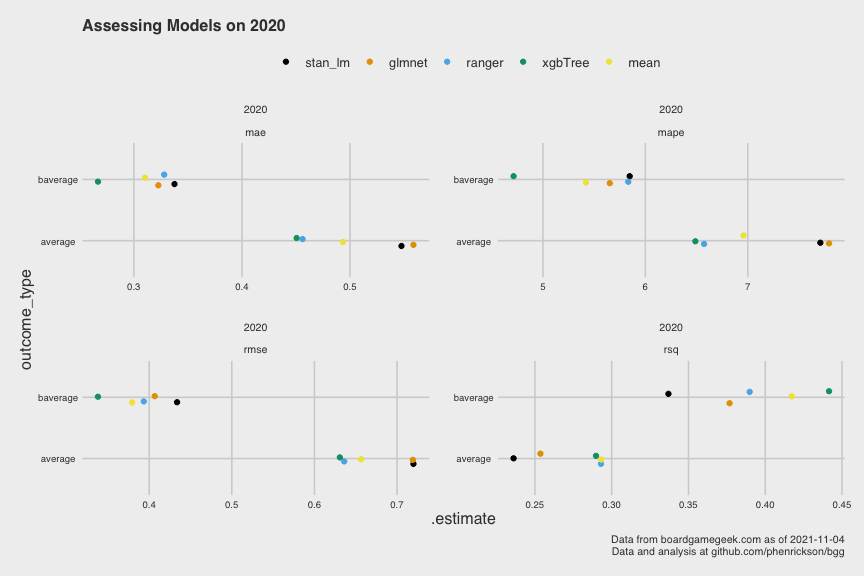 Assessing Models on 2020
stan_lm glmnet ranger xgbTree mean
2020
mae
baverage
average
0.3 0.4 0.5
2020
mape
baverage
average
5 6 7
2020
rmse
baverage
average
0.4 0.5 0.6 0.7
2020
rsq
baverage
average
0.25 0.30 0.35 0.40 0.45
outcome_type
.estimate
Data from boardgamegeek.com as of 2021-11-04
Data and analysis at github.com/phenrickson/bgg